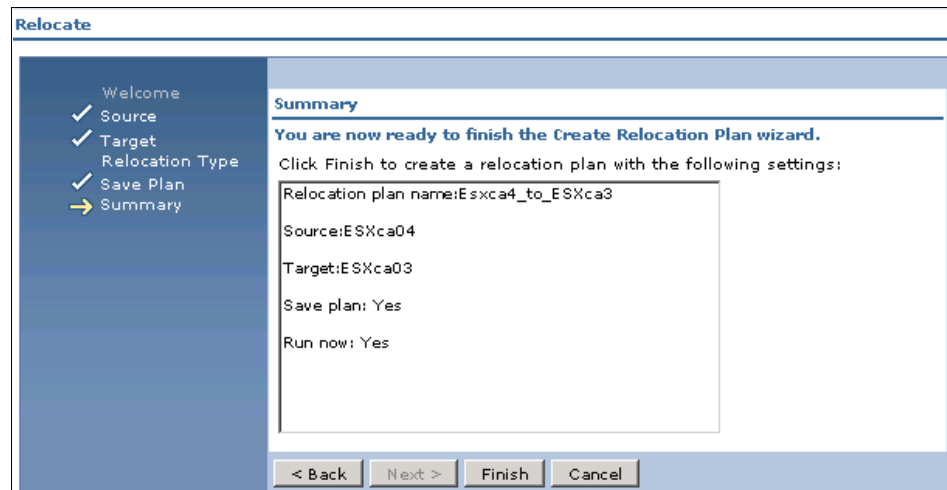 Relocate
Welcome
Source
Target
Relocation Type
Save Plan
Summary
Summary
You are now ready to finish the Create Relocation Plan wizard.
Click Finish to create a relocation plan with the following settings:
Relocation plan name:Esxca4_to_ESXca3
Source:ESXca04
Target:ESXca03
Save plan: Yes
Run now: Yes
< Back Next > Finish Cancel